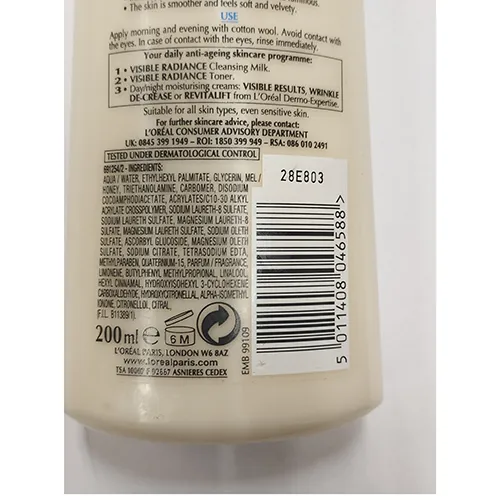 • The skin is smoother and feels soft and velvety.
USE
Apply morning and evening with cotton wool. Avoid contact with
the eyes. In case of contact with the eyes, rinse immediately.
Your daily anti-ageing skincare programme:
1 • VISIBLE RADIANCE Cleansing Milk.
2 • VISIBLE RADIANCE Toner.
3 • Day/night moisturising creams: VISIBLE RESULTS, WRINKLE
DE-CREASE or REVITALIFT from L'Oréal Dermo-Expertise.
Suitable for all skin types, even sensitive skin.
For further skincare advice, please contact:
L'ORÉAL CONSUMER ADVISORY DEPARTMENT
UK: 0845 399 1949 - ROI: 1850 399 949 - RSA: 086 010 2491
TESTED UNDER DERMATOLOGICAL CONTROL
691254/2 - INGREDIENTS:
AQUA / WATER, ETHYLHEXYL PALMITATE, GLYCERIN, MEL /
HONEY, TRIETHANOLAMINE, CARBOMER, DISODIUM
COCOAMPHODIACETATE, ACRYLATES/C10-30 ALKYL
ACRYLATE CROSSPOLYMER, SODIUM LAURETH-8 SULFATE,
SODIUM LAURETH SULFATE, MAGNESIUM LAURETH-8
SULFATE, MAGNESIUM LAURETH SULFATE, SODIUM OLETH
SULFATE, ASCORBYL GLUCOSIDE, MAGNESIUM OLETH
SULFATE, SODIUM CITRATE, TETRASODIUM EDTA,
METHYLPARABEN, QUATERNIUM-15, PARFUM / FRAGRANCE,
LIMONENE, BUTYLPHENYL METHYLPROPIONAL, LINALOOL,
HEXYL CINNAMAL, HYDROXYISOHEXYL 3-CYCLOHEXENE
CARBOXALDEHYDE, HYDROXYCITRONELLAL, ALPHA-ISOMETHYL
IONONE, CITRONELLOL, CITRAL.
(F.I.L. B11389/1)
200ml e
6 M
L'ORÉAL PARIS, LONDON W6 8AZ
www.lorealparis.com
ASNIERES CEDEX
EMB 99109
28E803
5 011408 046588 >